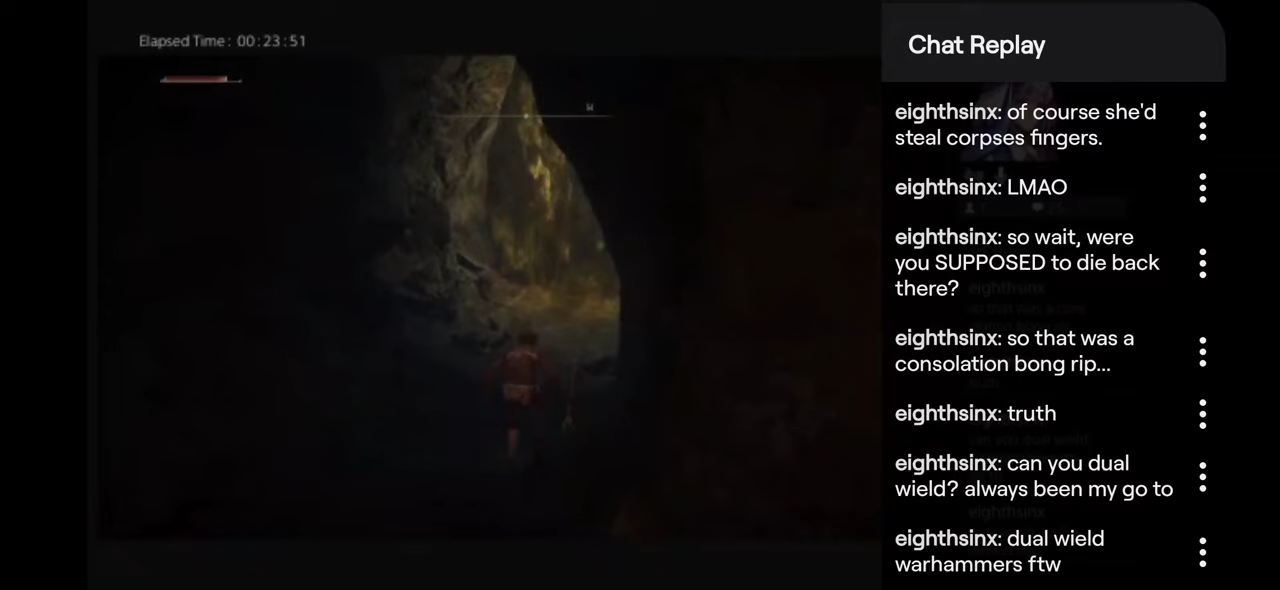 Elapsed Time: 00:23:51
Chat Replay
eighthsinx: of course she'd
steal corpses fingers.
eighthsinx: LMAO
eighthsinx: so wait, were
you SUPPOSED to die back
there?
eighthsinx: so that was a
consolation bong rip...
eighthsinx: truth
eighthsinx: can you dual
wield? always been my go to
eighthsinx: dual wield
warhammers ftw